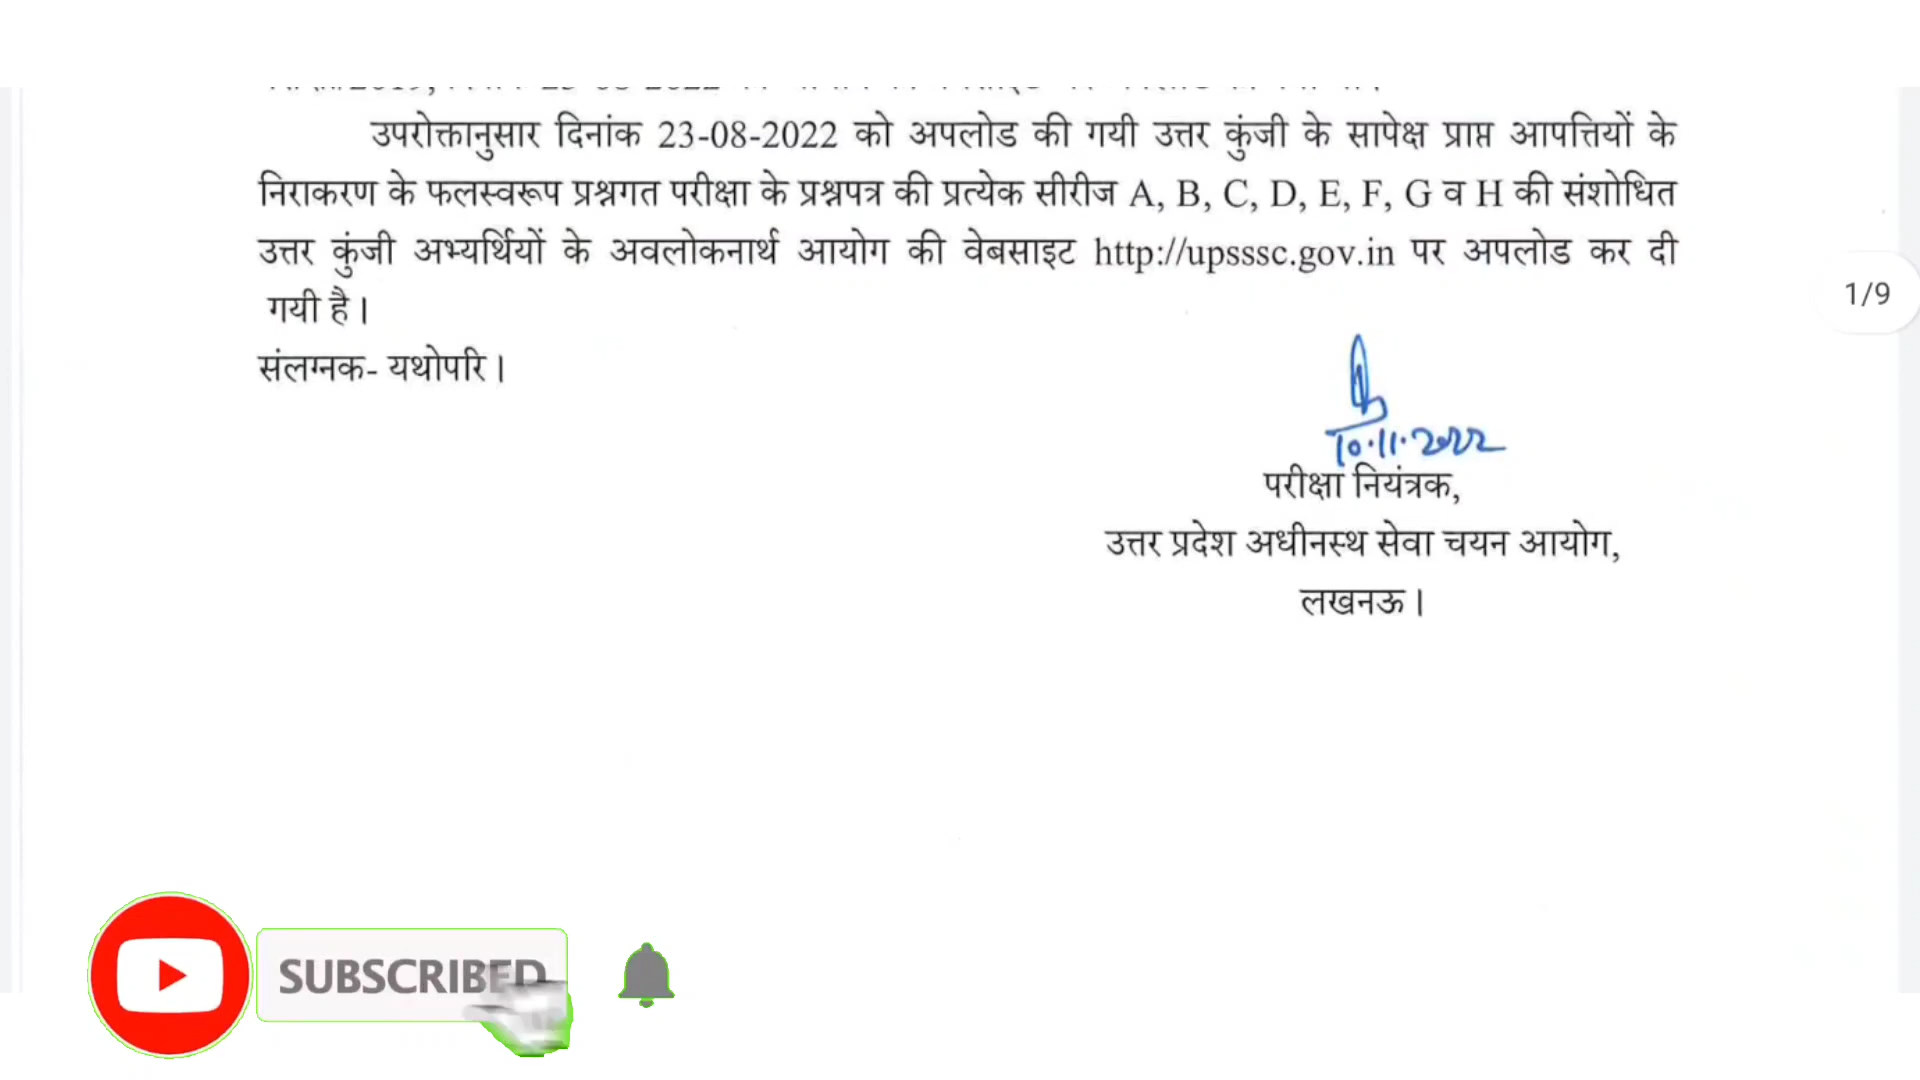 उपरोक्तानुसार दिनांक 23-08-2022 को अपलोड की गयी उत्तर कुंजी के सापेक्ष प्राप्त आपत्तियों के
निराकरण के फलस्वरूप प्रश्नगत परीक्षा के प्रश्नपत्र की प्रत्येक सीरीज A, B, C, D, E, F, G व H की संशोधित
उत्तर कुंजी अभ्यर्थियों के अवलोकनार्थ आयोग की वेबसाइट http://upsssc.gov.in पर अपलोड कर दी
गयी है।
1/9
संलग्नक- यथोपरि।
10.11.2022
परीक्षा नियंत्रक,
उत्तर प्रदेश अधीनस्थ सेवा चयन आयोग,
लखनऊ।
SUBSCRIBED